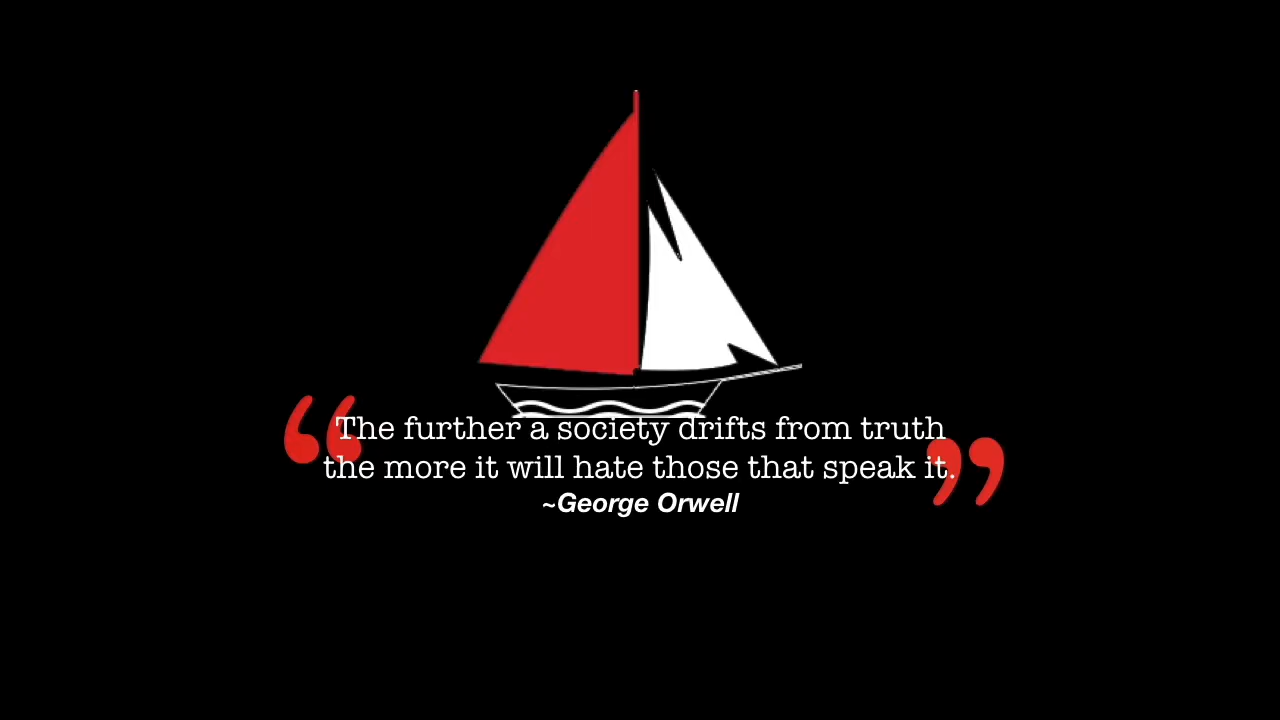 “The further a society drifts from truth
the more it will hate those that speak it.”
~George Orwell